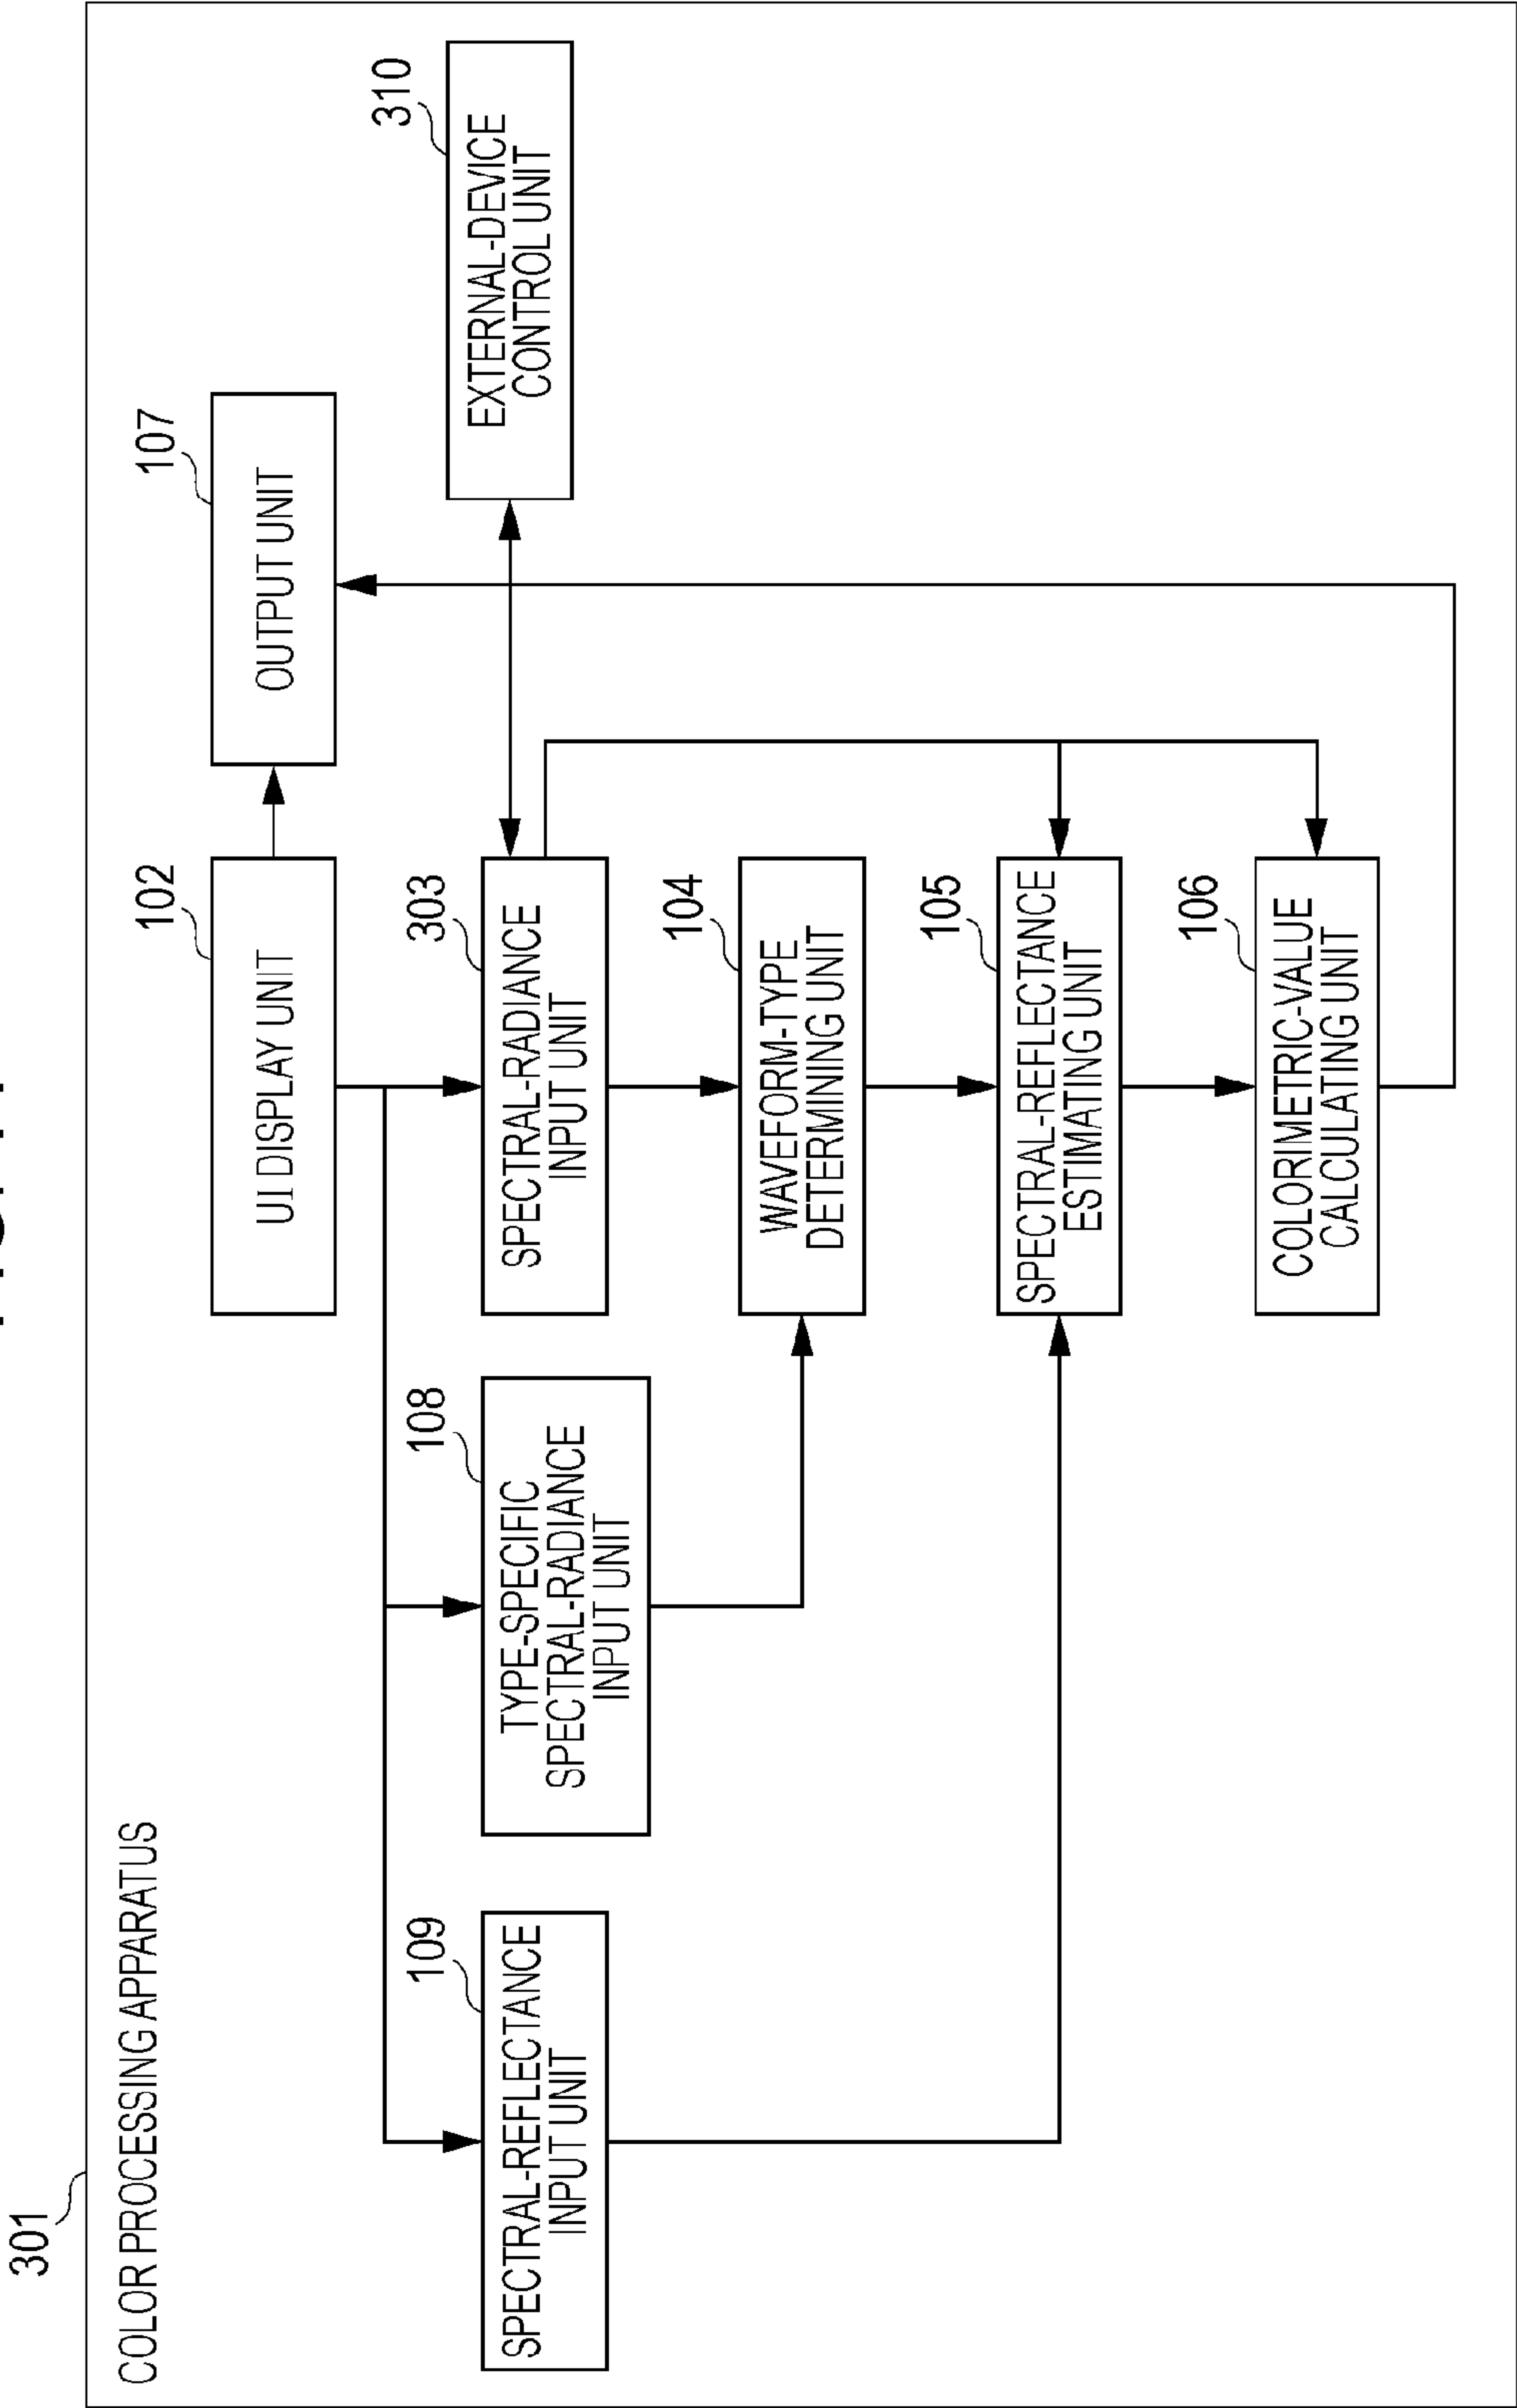 301
COLOR PROCESSING APPARATUS
102
UI DISPLAY UNIT
107
OUTPUT UNIT
109
SPECTRAL-REFLECTANCE
INPUT UNIT
108
TYPE-SPECIFIC
SPECTRAL-RADIANCE
INPUT UNIT
303
SPECTRAL-RADIANCE
INPUT UNIT
310
EXTERNAL-DEVICE
CONTROL UNIT
104
WAVEFORM-TYPE
DETERMINING UNIT
105
SPECTRAL-REFLECTANCE
ESTIMATING UNIT
106
COLORIMETRIC-VALUE
CALCULATING UNIT